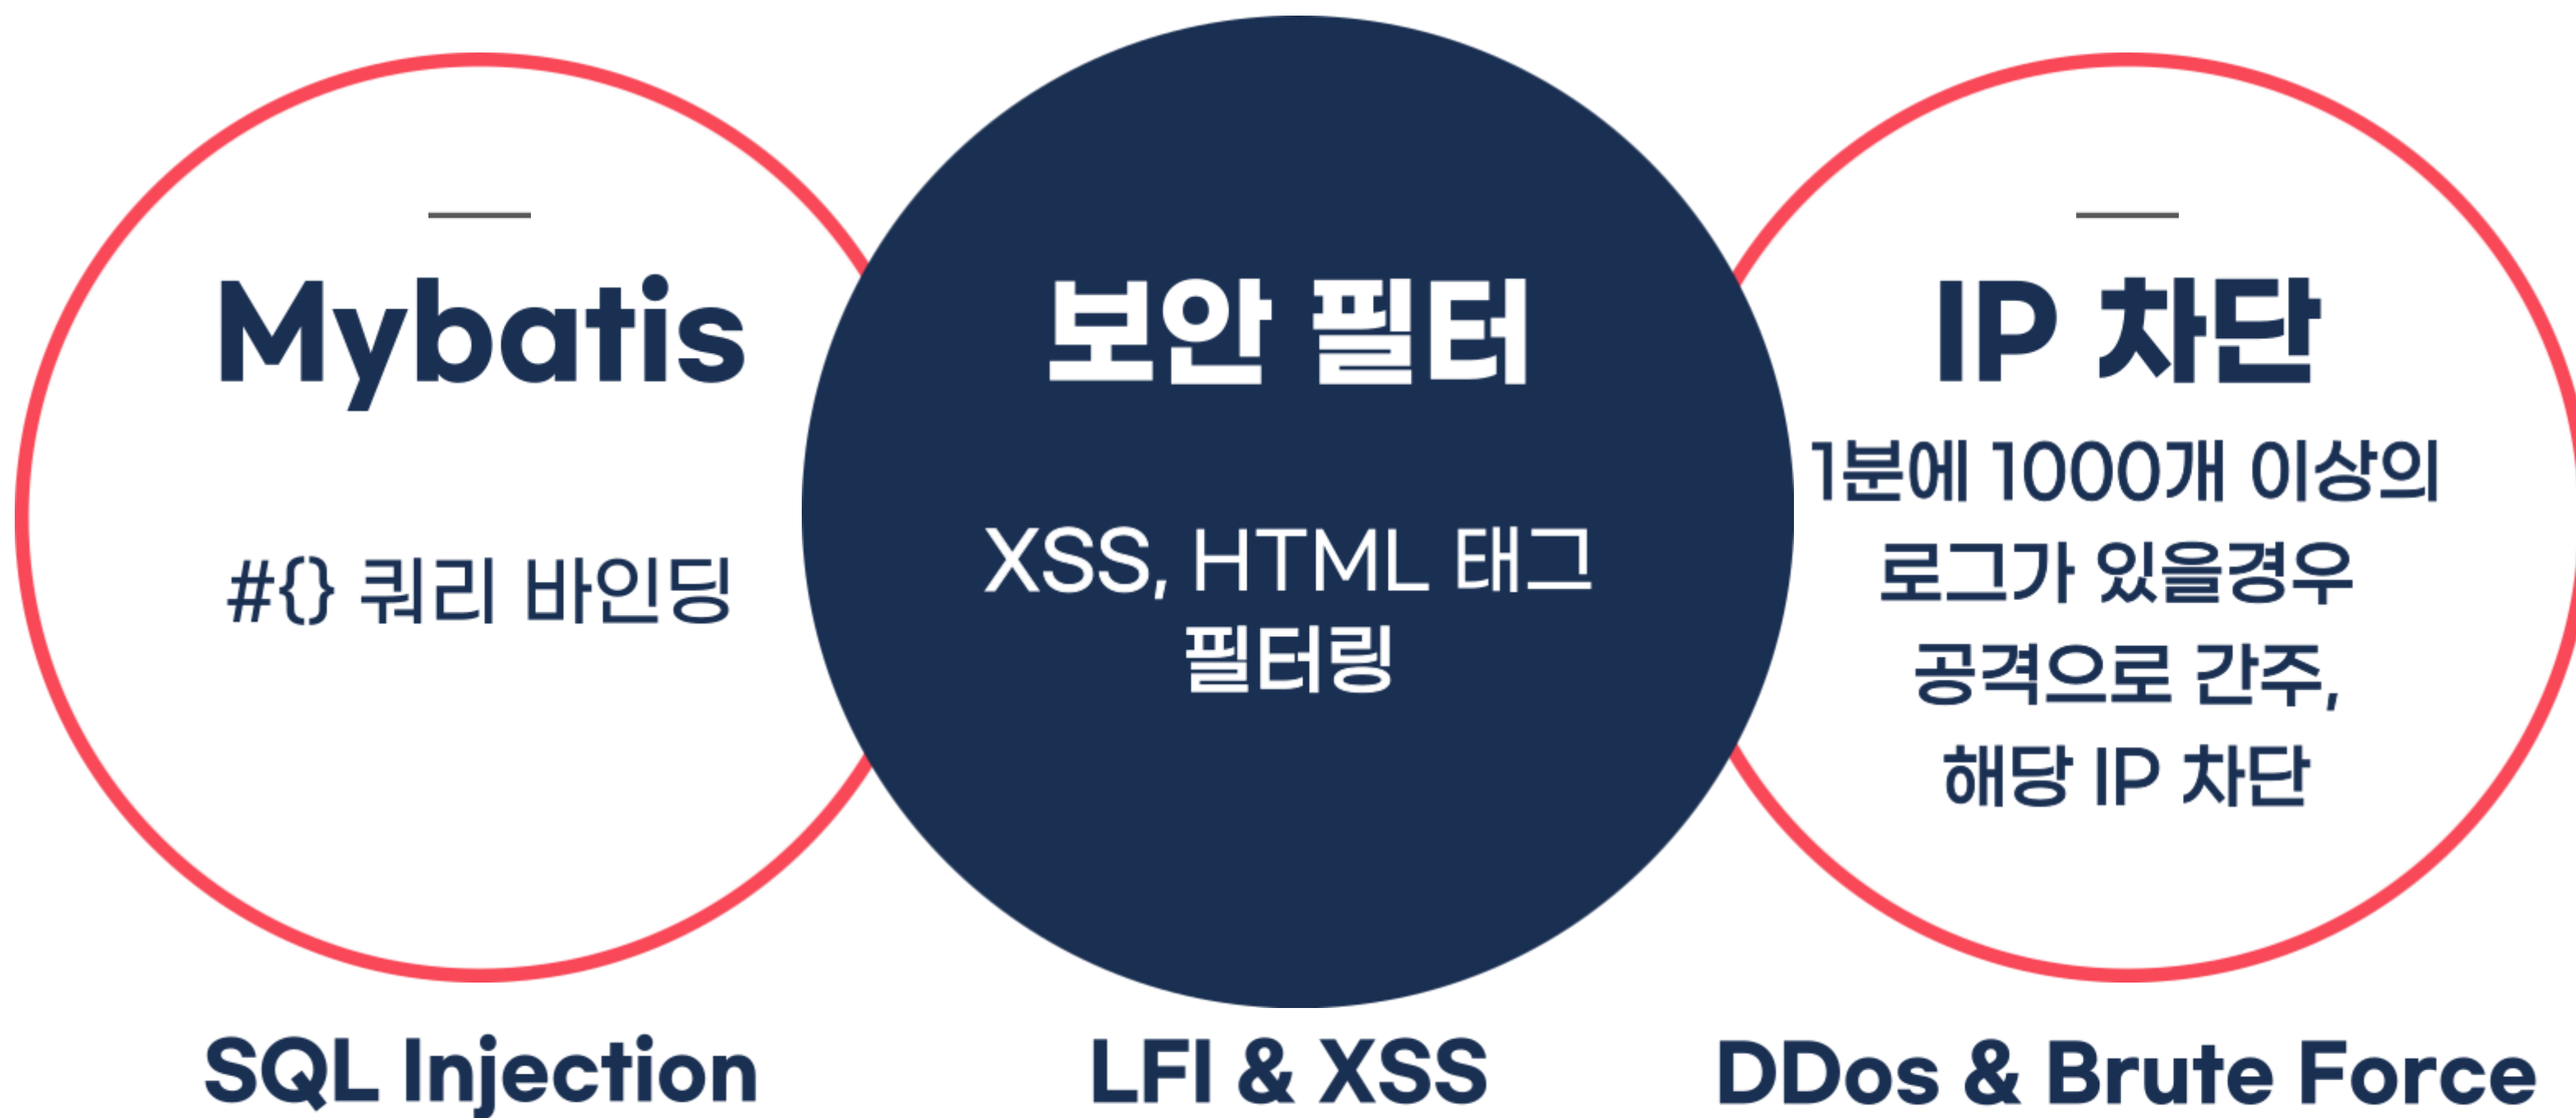 Mybatis
#{} 쿼리 바인딩
보안 필터
XSS, HTML 태그
필터링
IP 차단
1분에 1000개 이상의
로그가 있을경우
공격으로 간주,
해당 IP 차단
SQL Injection
LFI & XSS
DDos & Brute Force